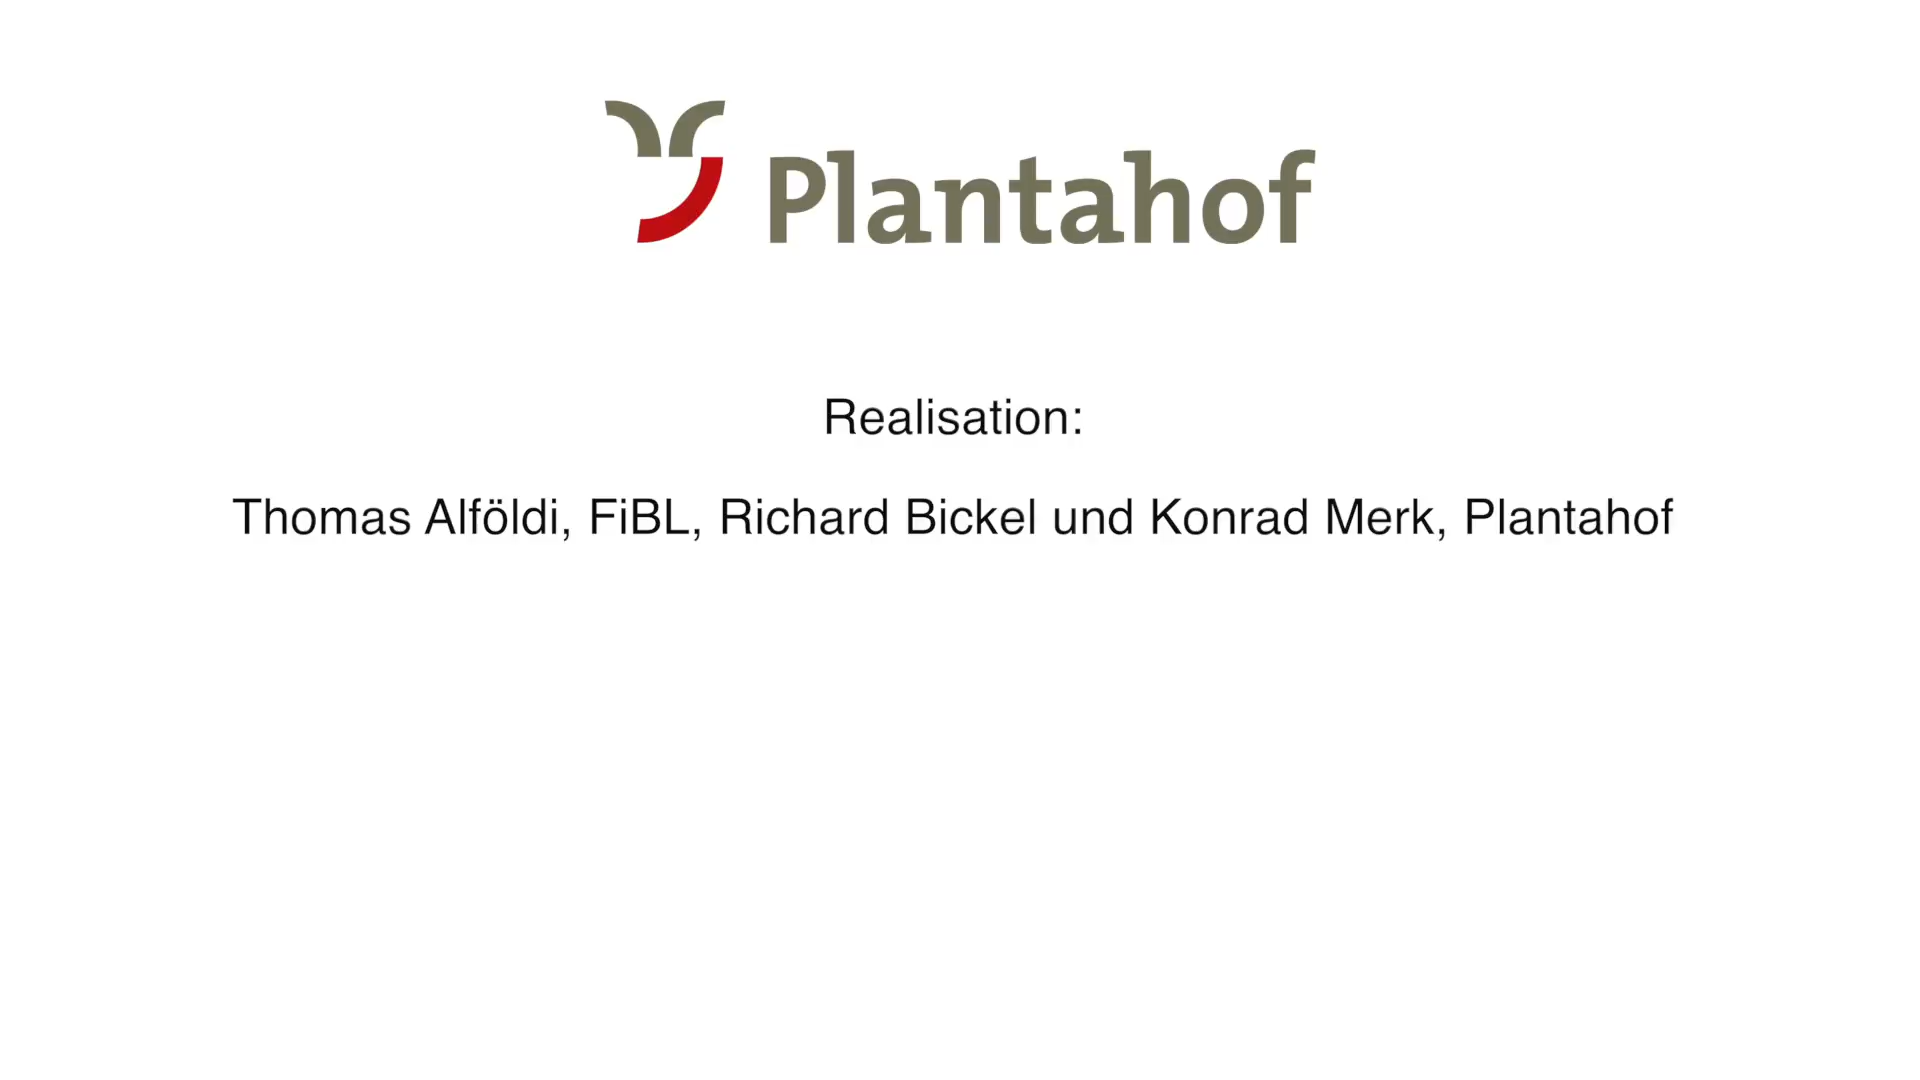 Plantahof
Realisation:
Thomas Alföldi, FiBL, Richard Bickel und Konrad Merk, Plantahof